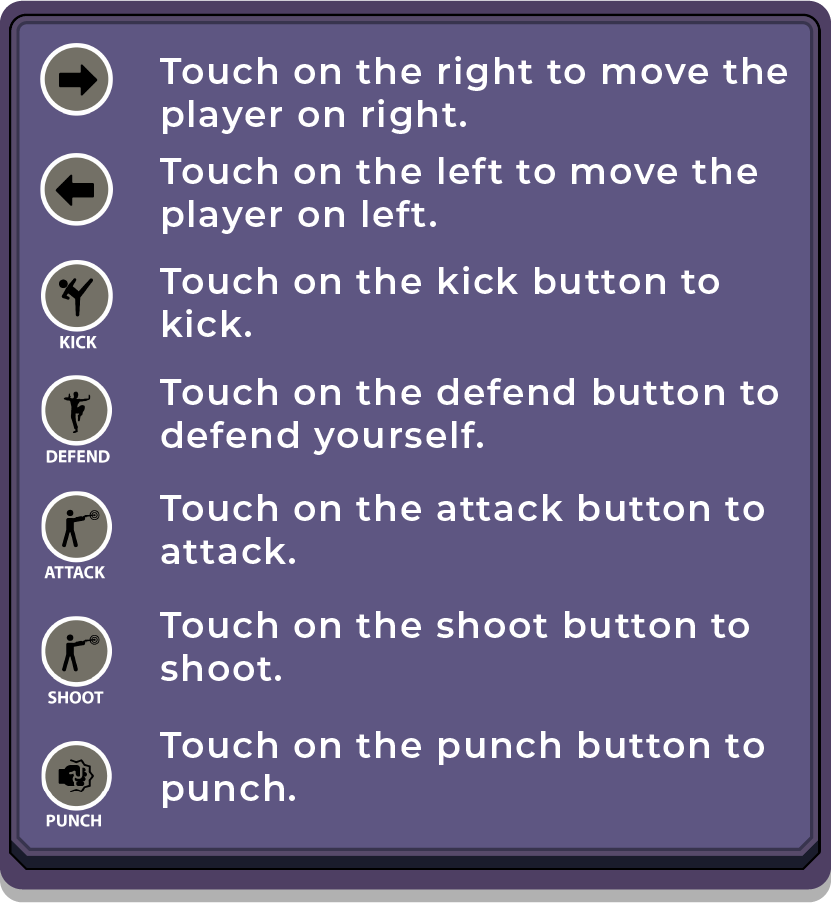 Touch on the right to move the
player on right.
Touch on the left to move the
player on left.
Touch on the kick button to
kick.
KICK
Touch on the defend button to
defend yourself.
DEFEND
Touch on the attack button to
attack.
ATTACK
Touch on the shoot button to
shoot.
SHOOT
Touch on the punch button to
punch.
PUNCH